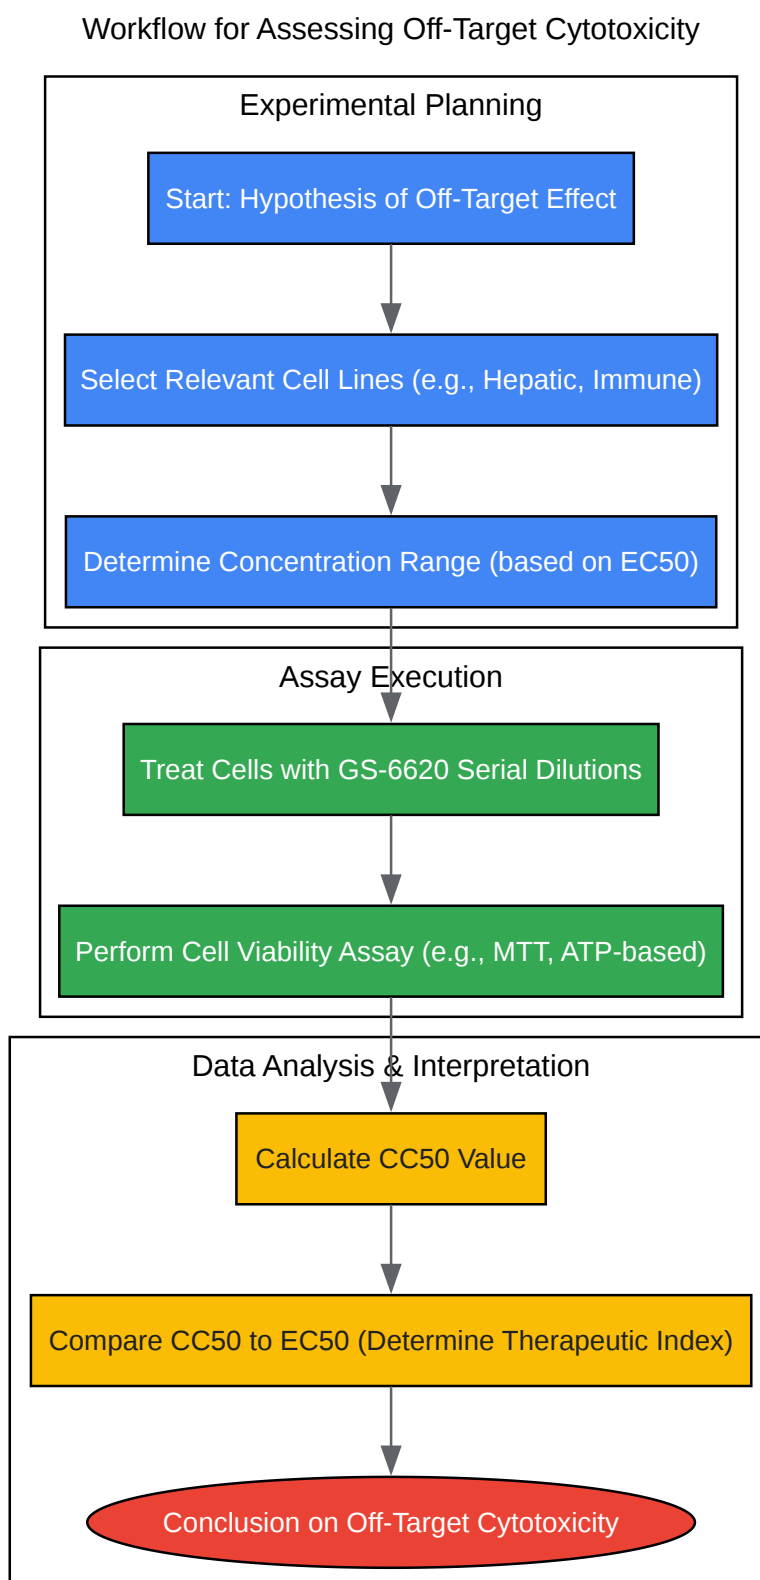 Workflow for Assessing Off-Target Cytotoxicity
Experimental Planning
Start: Hypothesis of Off-Target Effect
Select Relevant Cell Lines (e.g., Hepatic, Immune)
Determine Concentration Range (based on EC50)
Assay Execution
Treat Cells with GS-6620 Serial Dilutions
Perform Cell Viability Assay (e.g., MTT, ATP-based)
Data Analysis & Interpretation
Calculate CC50 Value
Compare CC50 to EC50 (Determine Therapeutic Index)
Conclusion on Off-Target Cytotoxicity